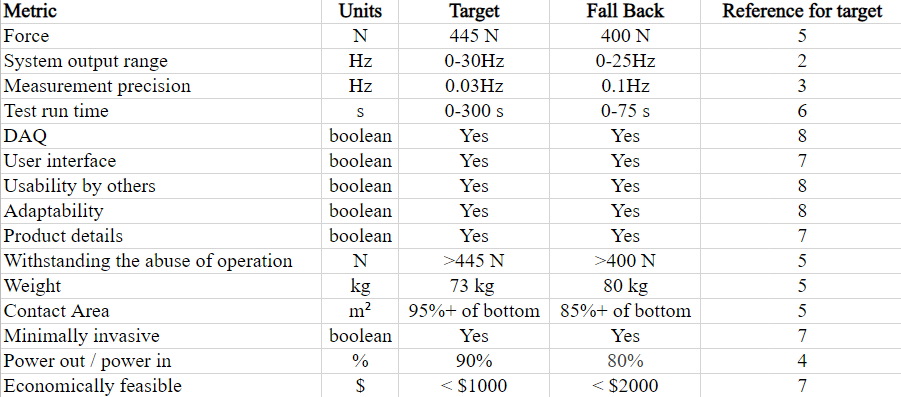 Metric Units Target Fall Back Reference for target
Force N 445 N 400 N 5
System output range Hz 0-30Hz 0-25Hz 2
Measurement precision Hz 0.03Hz 0.1Hz 3
Test run time s 0-300 s 0-75 s 6
DAQ boolean Yes Yes 8
User interface boolean Yes Yes 7
Usability by others boolean Yes Yes 8
Adaptability boolean Yes Yes 8
Product details boolean Yes Yes 7
Withstanding the abuse of operation N >445 N >400 N 5
Weight kg 73 kg 80 kg 5
Contact Area m² 95%+ of bottom 85%+ of bottom 5
Minimally invasive boolean Yes Yes 7
Power out / power in % 90% 80% 4
Economically feasible $ < $1000 < $2000 7